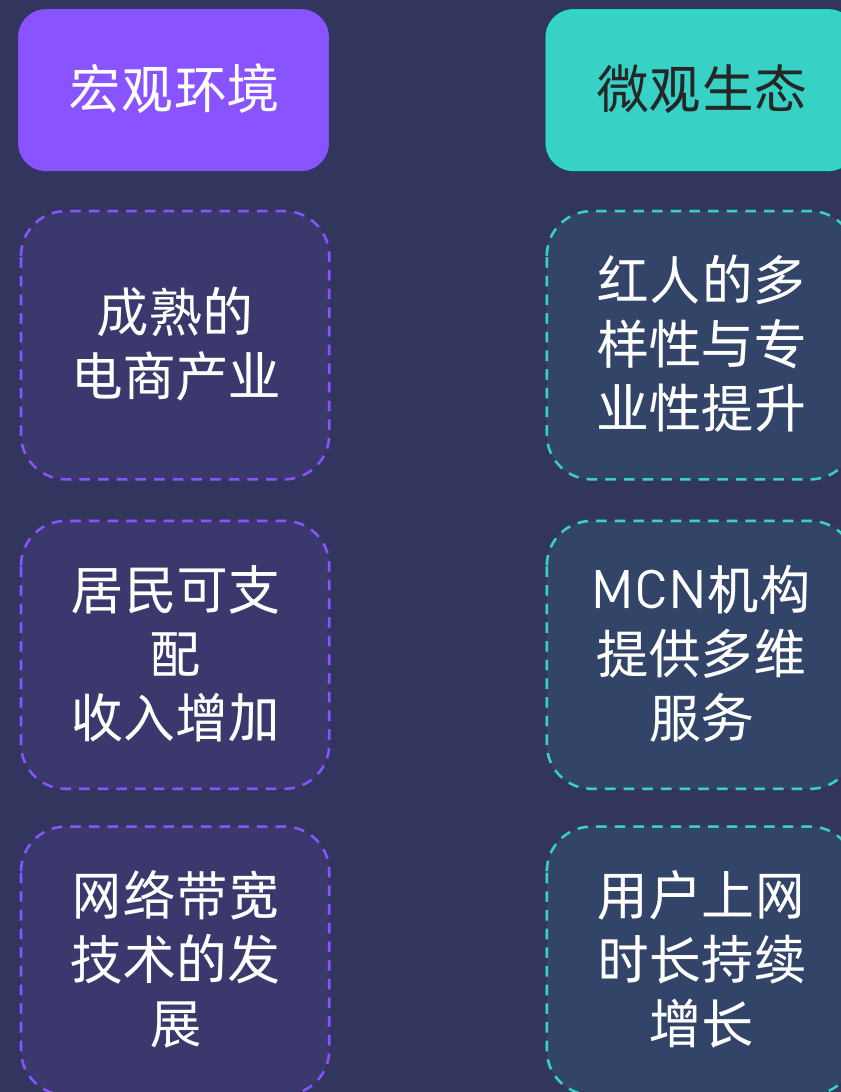 宏观环境
微观生态
成熟的
电商产业
红人的多
样性与专
业性提升
居民可支
配
收入增加
MCN机构
提供多维
服务
网络带宽
技术的发
展
用户上网
时长持续
增长